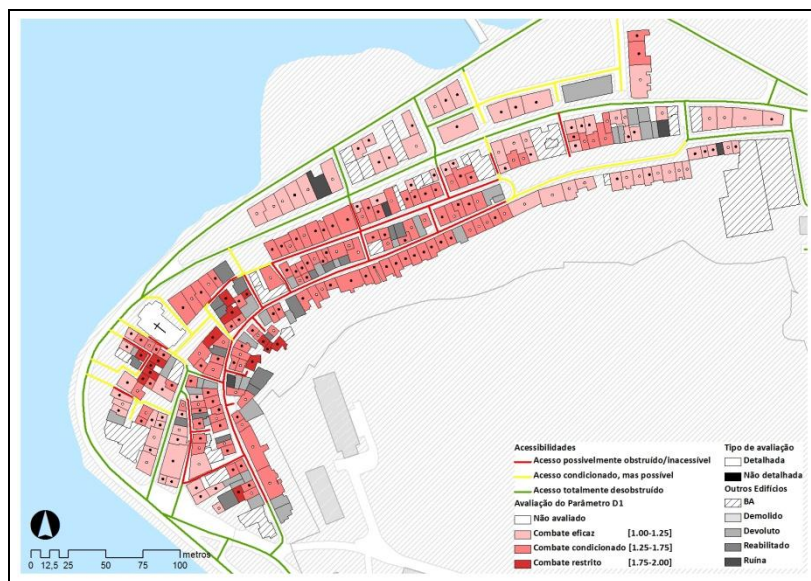 Acessibilidades
Acesso possivelmente obstruído/inacessível
Acesso condicionado, mas possível
Acesso totalmente desobstruído
Avaliação do Parâmetro D1
Não avaliado
Combate eficaz [1.00-1.25]
Combate condicionado [1.25-1.75]
Combate restrito [1.75-2.00]
Tipo de avaliação
Detalhada
Não detalhada
Outros Edifícios
BA
Demolido
Devoluto
Reabilitado
Ruína
0 12,5 25 50 75 100 metros